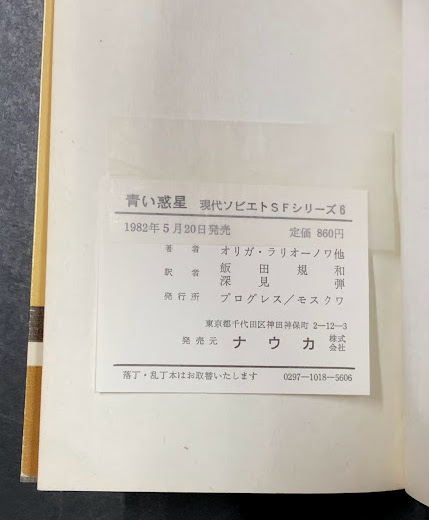 青い惑星 現代ソビエトSFシリーズ6
1982年5月20日発売 定価 860円
著者 オリガ・ラリオーノワ他
訳者 飯田規和
深見弾
発行所 プログレス/モスクワ
東京都千代田区神田神保町 2-12-3
発売元 ナウカ 株式会社
落丁・乱丁本はお取替いたします 0297-1018-5606